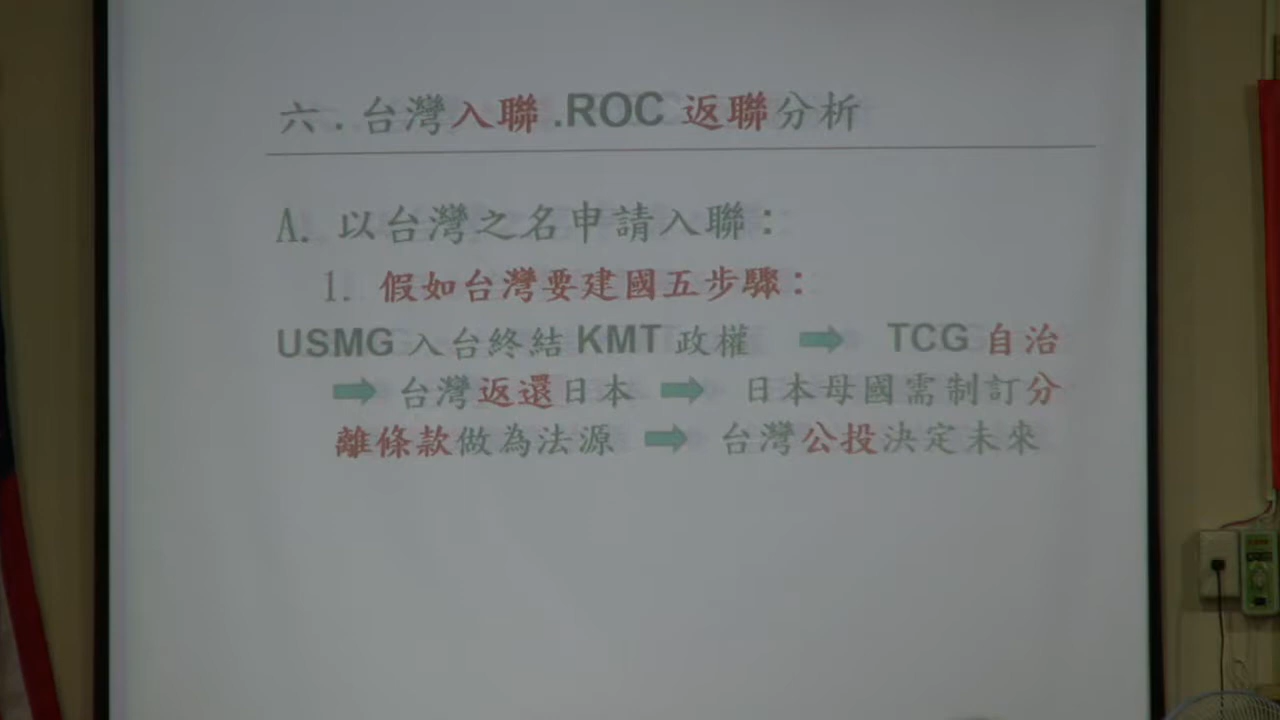 六.台灣入聯.ROC 返聯分析
A. 以台灣之名申請入聯：
1. 假如台灣要建國五步驟：
USMG 入台終結 KMT 政權 ➡ TCG 自治
➡ 台灣返還日本 ➡ 日本母國需制訂分
離條款做為法源 ➡ 台灣公投決定未來